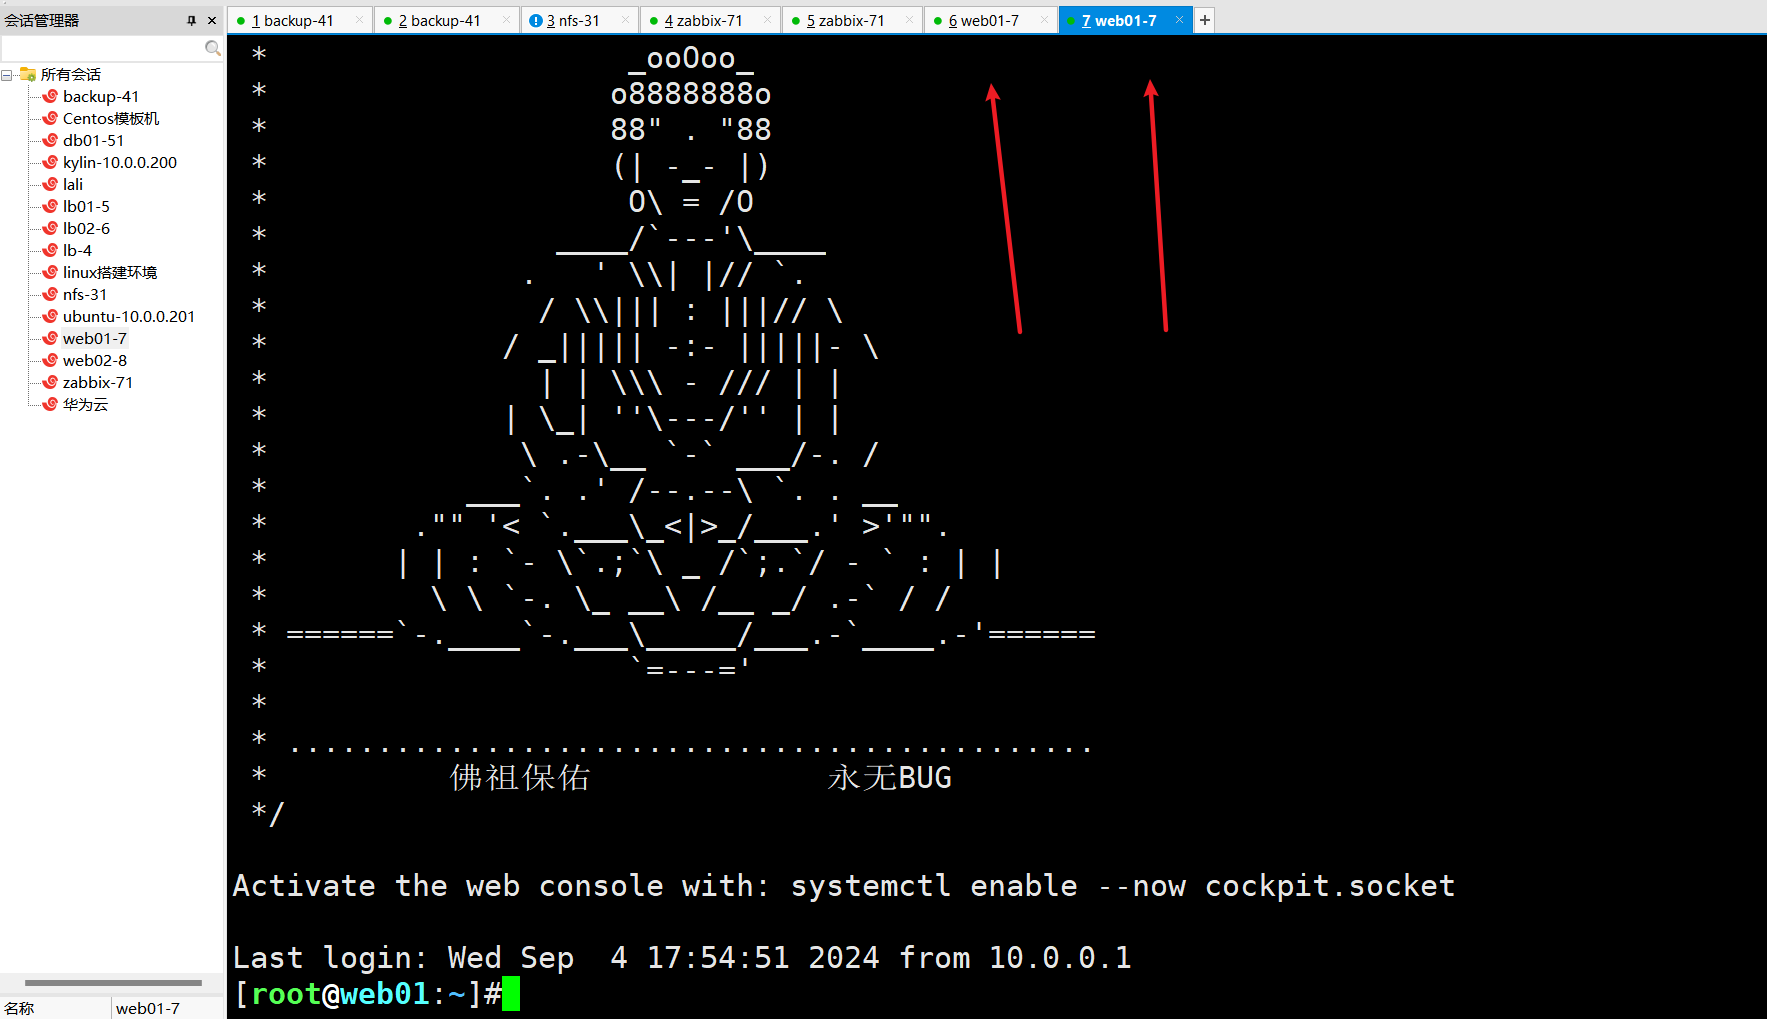 会话管理器
1 backup-41
2 backup-41
3 nfs-31
4 zabbix-71
5 zabbix-71
6 web01-7
7 web01-7
所有会话
backup-41
Centos模板机
db01-51
kylin-10.0.0.200
lali
lb01-5
lb02-6
lb-4
linux搭建环境
nfs-31
ubuntu-10.0.0.201
web01-7
web02-8
zabbix-71
华为云
名称 web01-7
 *                    _ooOoo_
 *                   o8888888o
 *                   88" . "88
 *                   (| -_- |)
 *                    O\ = /O
 *                ____/`---'\____
 *              .   ' \\| |// `.
 *               / \\||| : |||// \
 *             / _||||| -:- |||||- \
 *               | | \\\ - /// | |
 *             | \_| ''\---/'' | |
 *              \ .-\__ `-` ___/-. /
 *           ___`. .' /--.--\ `. . __
 *        ."" '< `.___\_<|>_/___.' >'"".
 *       | | : `- \`.;`\ _ /`;.`/ - ` : | |
 *         \ \ `-. \_ __\ /__ _/ .-` / /
 * ======`-.____`-.___\_____/___.-`____.-'======
 *                    `=---='
 *
 * .............................................
 *          佛祖保佑             永无BUG
 */
Activate the web console with: systemctl enable --now cockpit.socket
Last login: Wed Sep  4 17:54:51 2024 from 10.0.0.1
[root@web01:~]#